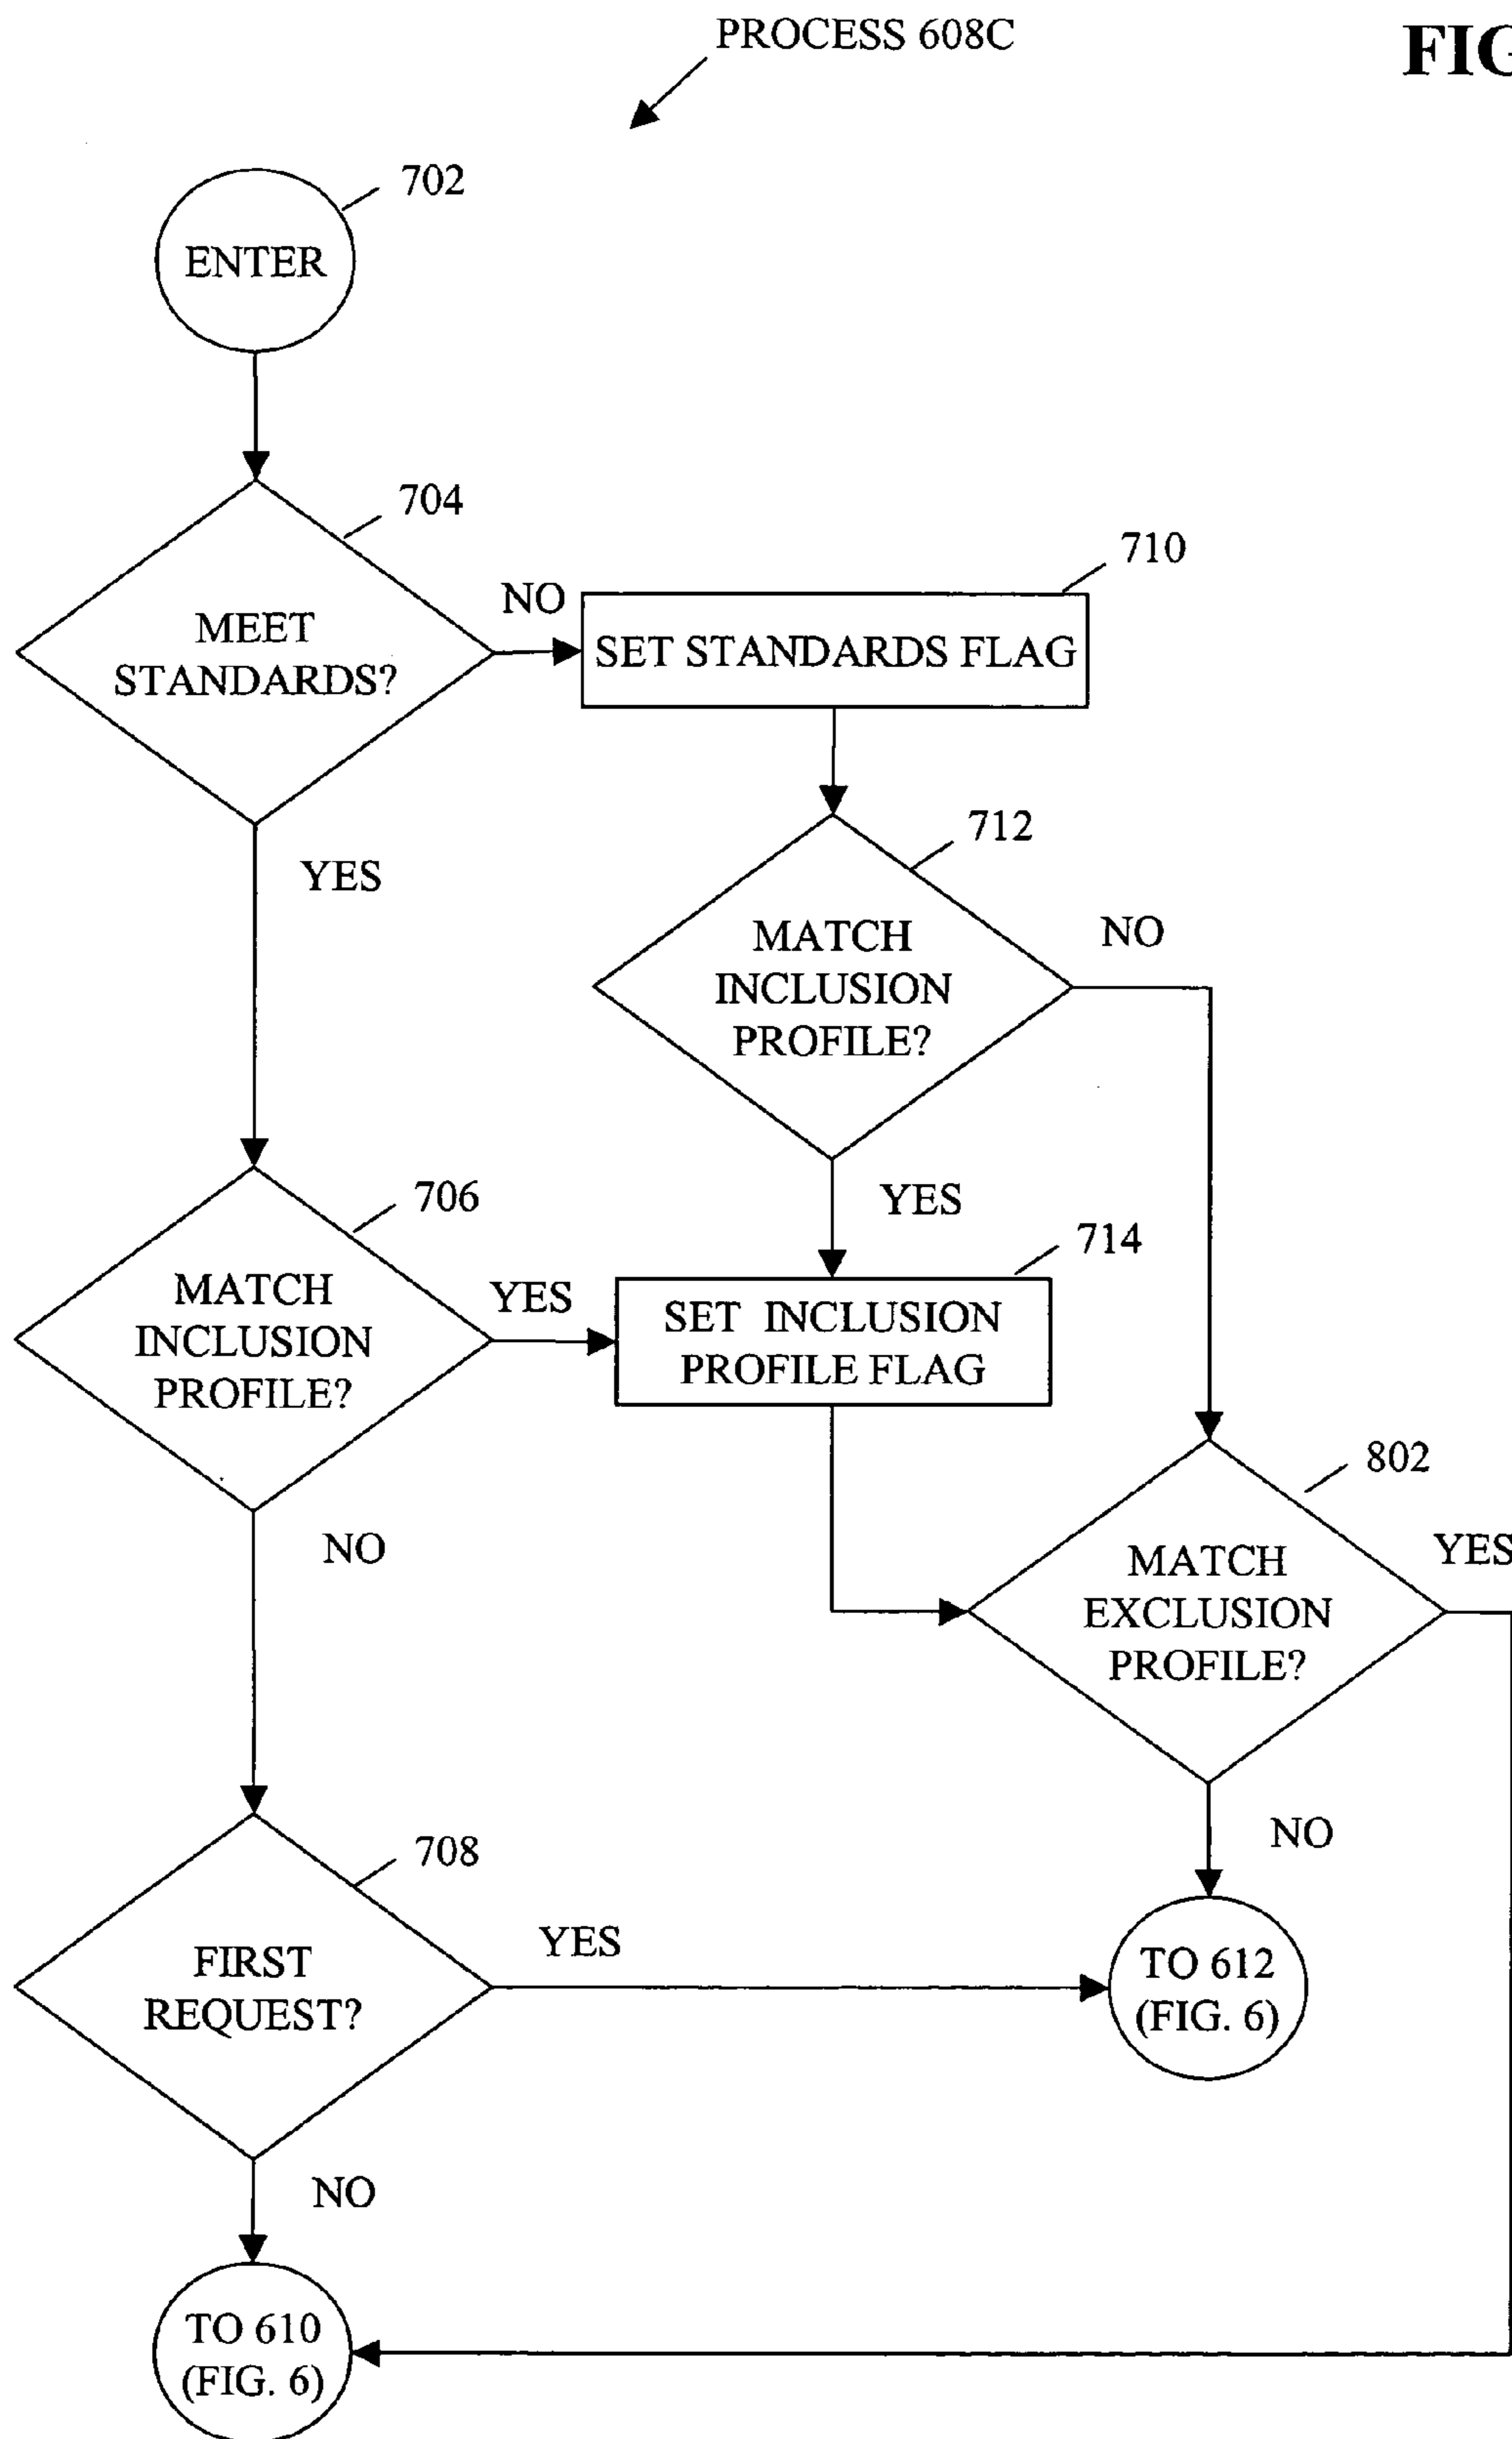 PROCESS 608C
FIG
702
ENTER
704
MEET
STANDARDS?
NO
710
SET STANDARDS FLAG
YES
712
MATCH
INCLUSION
PROFILE?
NO
YES
706
MATCH
INCLUSION
PROFILE?
YES
714
SET INCLUSION
PROFILE FLAG
NO
802
MATCH
EXCLUSION
PROFILE?
YES
NO
708
FIRST
REQUEST?
YES
TO 612
(FIG. 6)
NO
TO 610
(FIG. 6)